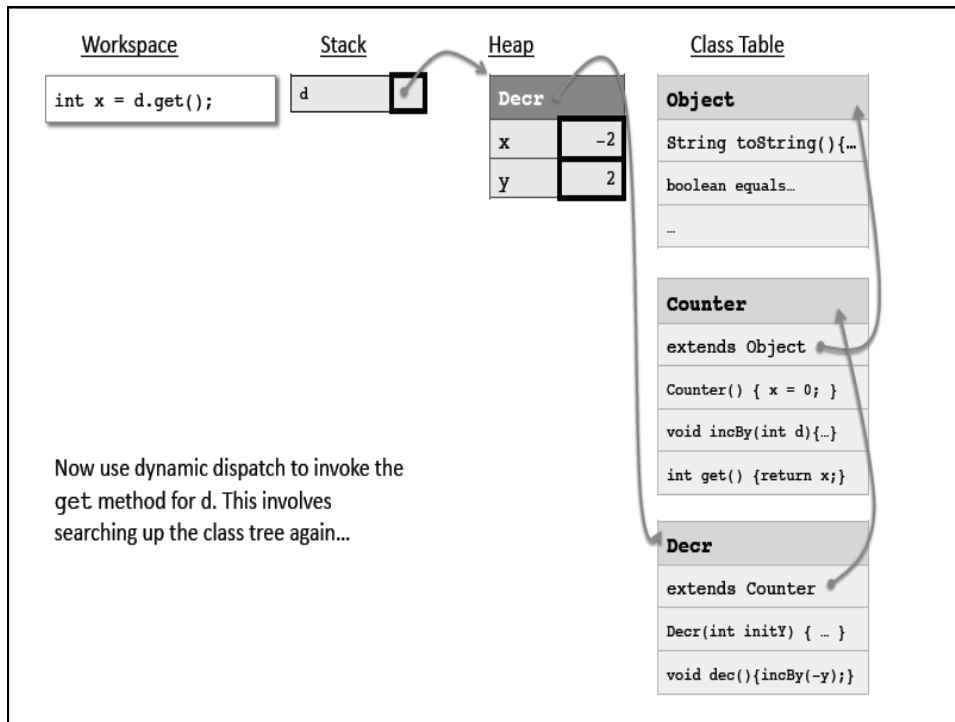 Workspace
int x = d.get();
Stack
d
Heap
Decr
x -2
y 2
Class Table
Object
String toString(){…
boolean equals…
…
Counter
extends Object
Counter() { x = 0; }
void incBy(int d){…}
int get() {return x;}
Decr
extends Counter
Decr(int initY) { … }
void dec(){incBy(-y);}
Now use dynamic dispatch to invoke the
get method for d. This involves
searching up the class tree again…